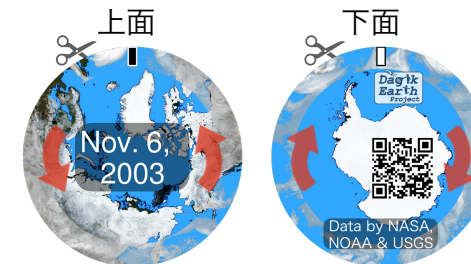 上面
下面
Nov. 6,
2003
Dagik
Earth
Project
Data by NASA,
NOAA & USGS